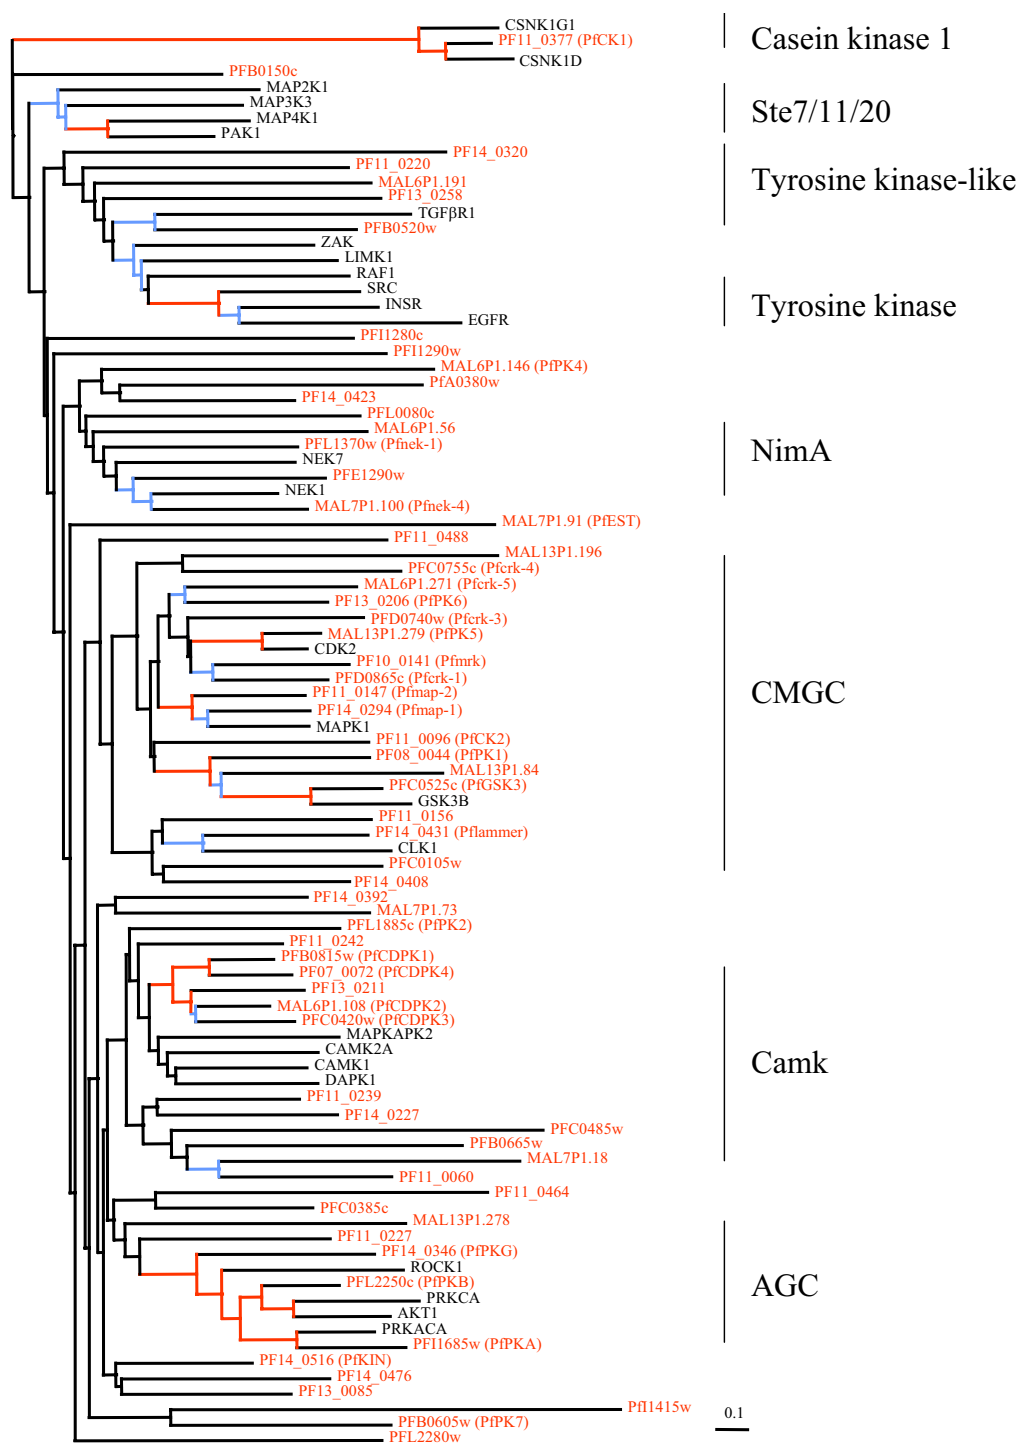 CSNK1G1
PF11_0377 (PfCK1)
CSNK1D
Casein kinase 1
PFB0150c
MAP2K1
MAP3K3
MAP4K1
PAK1
Ste7/11/20
PF14_0320
PF11_0220
MAL6P1.191
PF13_0258
TGFβR1
PFB0520w
Tyrosine kinase-like
ZAK
LIMK1
RAF1
SRC
INSR
EGFR
Tyrosine kinase
PFI1280c
PFI1290w
MAL6P1.146 (PfPK4)
PfA0380w
PF14_0423
PFL0080c
MAL6P1.56
PFL1370w (Pfnek-1)
NEK7
PFE1290w
NEK1
MAL7P1.100 (Pfnek-4)
NimA
MAL7P1.91 (PfEST)
PF11_0488
MAL13P1.196
PFC0755c (Pfcrk-4)
MAL6P1.271 (Pfcrk-5)
PF13_0206 (PfPK6)
PFD0740w (Pfcrk-3)
MAL13P1.279 (PfPK5)
CDK2
PF10_0141 (Pfmrk)
PFD0865c (Pfcrk-1)
PF11_0147 (Pfmap-2)
PF14_0294 (Pfmap-1)
MAPK1
PF11_0096 (PfCK2)
PF08_0044 (PfPK1)
MAL13P1.84
PFC0525c (PfGSK3)
GSK3B
PF11_0156
PF14_0431 (Pflammer)
CLK1
PFC0105w
PF14_0408
CMGC
PF14_0392
MAL7P1.73
PFL1885c (PfPK2)
PF11_0242
PFB0815w (PfCDPK1)
PF07_0072 (PfCDPK4)
PF13_0211
MAL6P1.108 (PfCDPK2)
PFC0420w (PfCDPK3)
MAPKAPK2
CAMK2A
CAMK1
DAPK1
PF11_0239
PF14_0227
PFC0485w
PFB0665w
MAL7P1.18
PF11_0060
Camk
PF11_0464
PFC0385c
MAL13P1.278
PF11_0227
PF14_0346 (PfPKG)
ROCK1
PFL2250c (PfPKB)
PRKCA
AKT1
PRKACA
PFI1685w (PfPKA)
AGC
PF14_0516 (PfKIN)
PF14_0476
PF13_0085
PfI1415w
PFB0605w (PfPK7)
PFL2280w
0.1